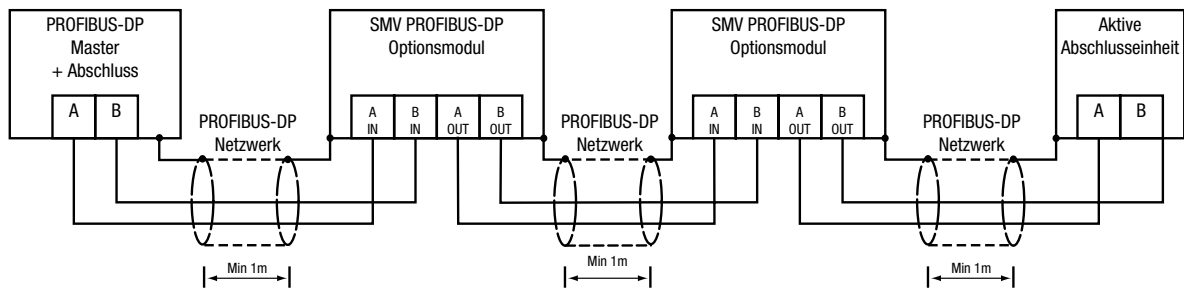 PROFIBUS-DP
Master
+ Abschluss
A
B
PROFIBUS-DP
Netzwerk
Min 1m
SMV PROFIBUS-DP
Optionsmodul
A
IN
B
IN
A
OUT
B
OUT
PROFIBUS-DP
Netzwerk
Min 1m
SMV PROFIBUS-DP
Optionsmodul
A
IN
B
IN
A
OUT
B
OUT
PROFIBUS-DP
Netzwerk
Min 1m
Aktive
Abschlusseinheit
A
B